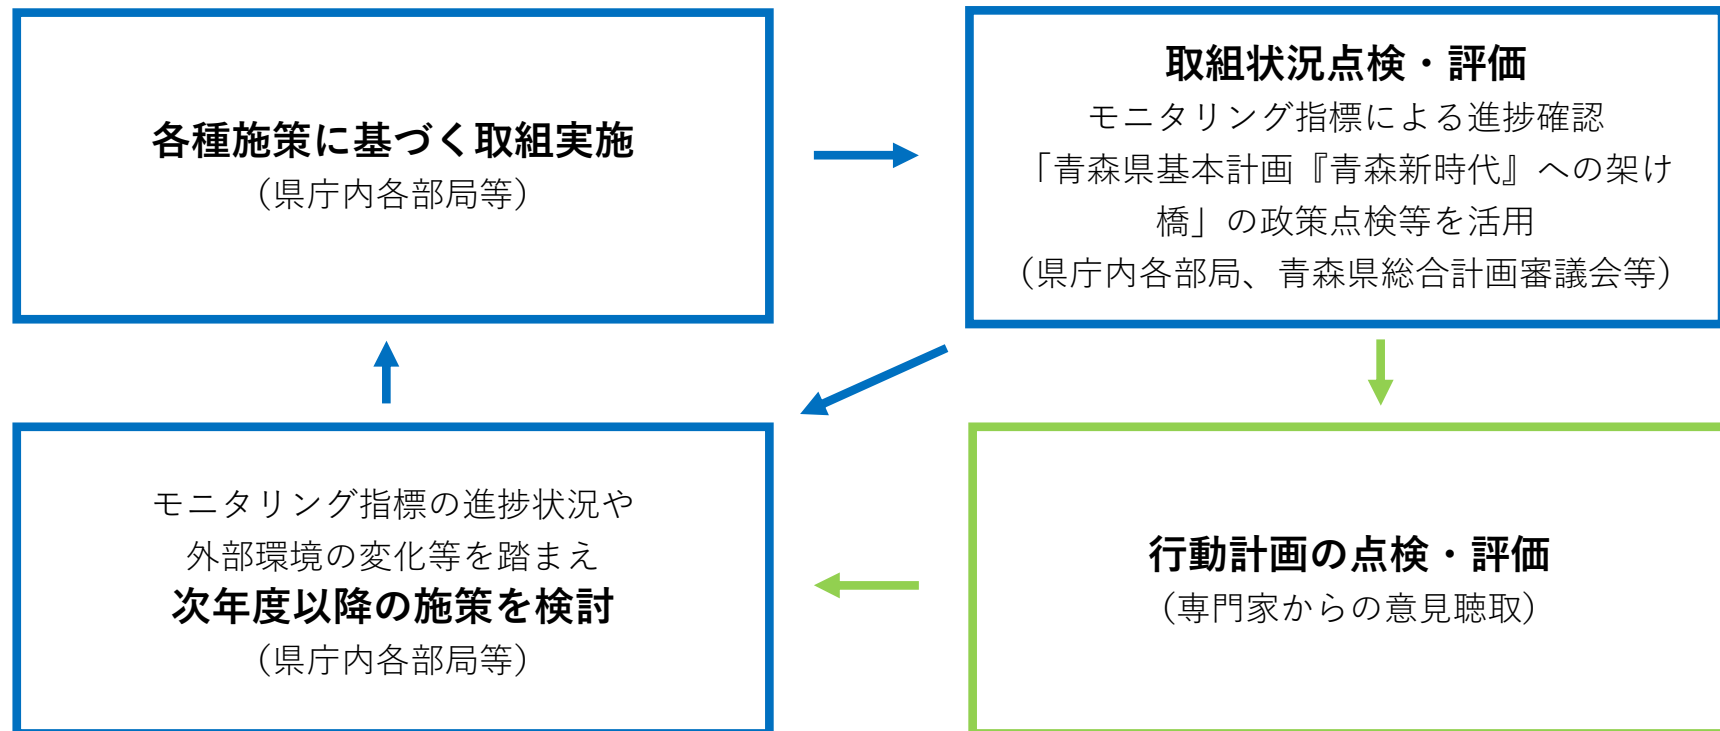 各種施策に基づく取組実施
（県庁内各部局等）
取組状況点検・評価
モニタリング指標による進捗確認
「青森県基本計画『青森新時代』への架け
橋」の政策点検等を活用
（県庁内各部局、青森県総合計画審議会等）
モニタリング指標の進捗状況や
外部環境の変化等を踏まえ
次年度以降の施策を検討
（県庁内各部局等）
行動計画の点検・評価
（専門家からの意見聴取）